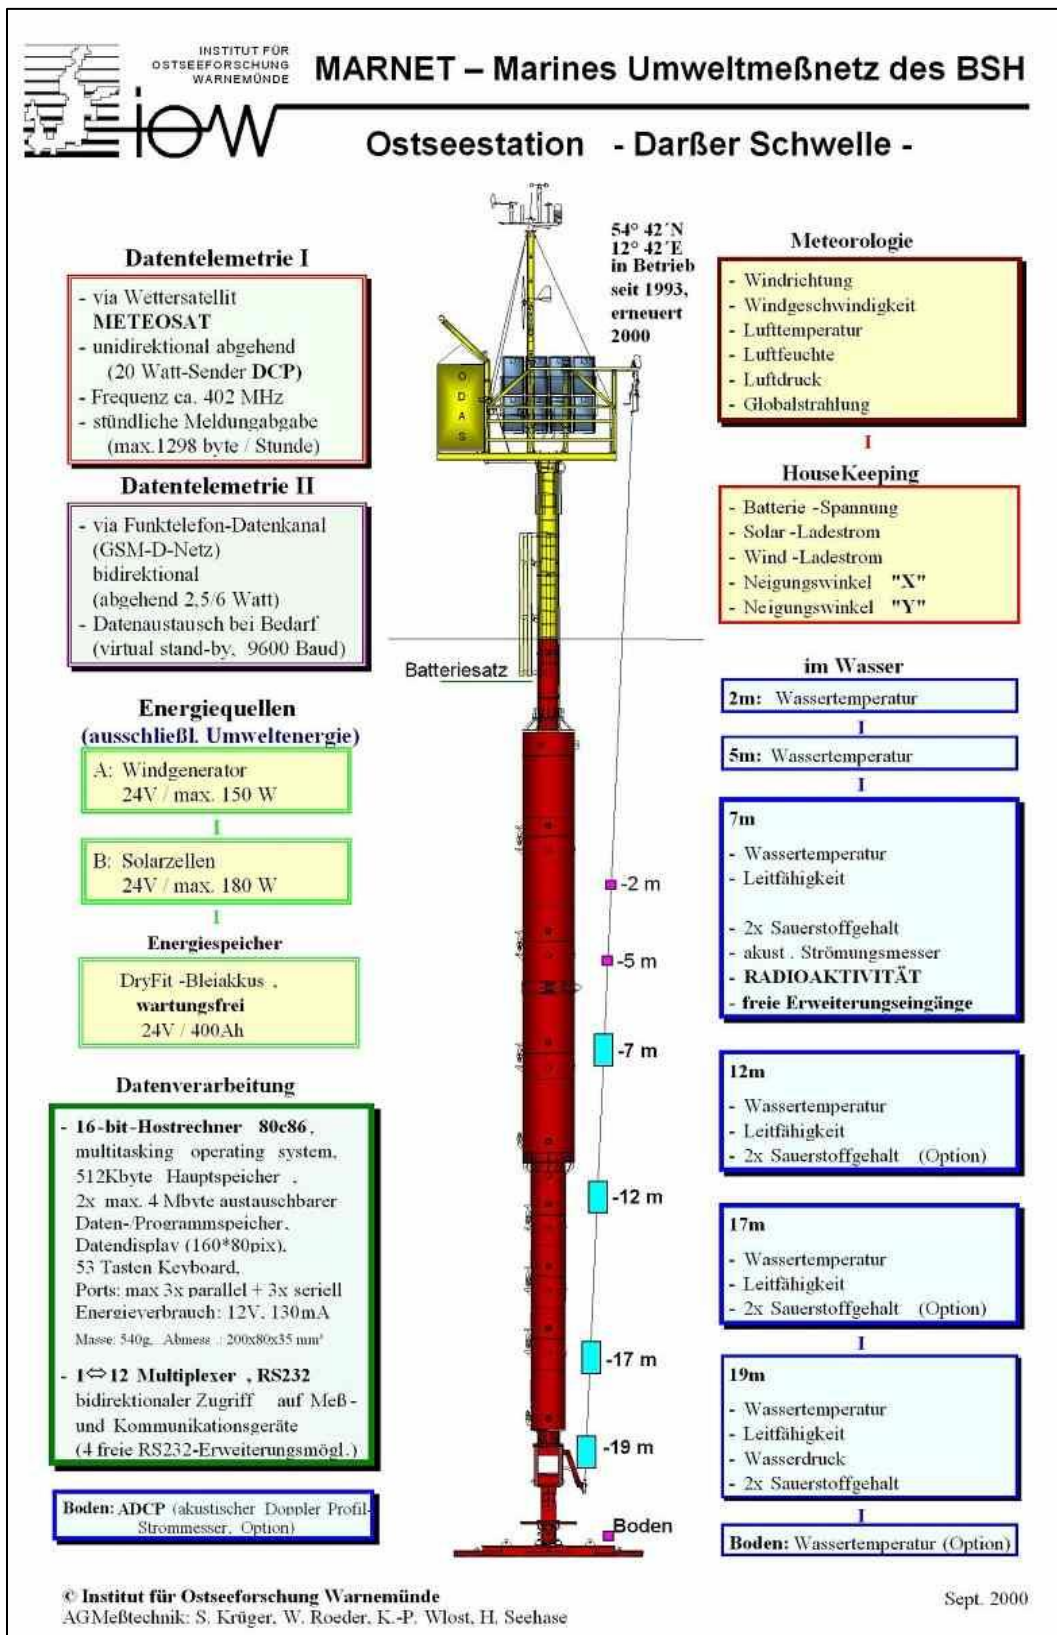 INSTITUT FÜR
OSTSEEFORSCHUNG
WARNEMÜNDE
iow
MARNET – Marines Umweltmeßnetz des BSH
Ostseestation - Darßer Schwelle -
54° 42´N
12° 42´E
in Betrieb
seit 1993,
erneuert
2000
Datentelemetrie I
- via Wettersatellit
METEOSAT
- unidirektional abgehend
(20 Watt-Sender DCP)
- Frequenz ca. 402 MHz
- stündliche Meldungabgabe
(max.1298 byte / Stunde)
Datentelemetrie II
- via Funktelefon-Datenkanal
(GSM-D-Netz)
bidirektional
(abgehend 2,5/6 Watt)
- Datenaustausch bei Bedarf
(virtual stand-by, 9600 Baud)
Energiequellen
(ausschließl. Umweltenergie)
A: Windgenerator
24V / max. 150 W
I
B: Solarzellen
24V / max. 180 W
I
Energiespeicher
DryFit -Bleiakkus ,
wartungsfrei
24V / 400Ah
Datenverarbeitung
- 16-bit-Hostrechner 80c86,
multitasking operating system,
512Kbyte Hauptspeicher ,
2x max. 4 Mbyte austauschbarer
Daten-/Programmspeicher,
Datendisplay (160*80pix),
53 Tasten Keyboard,
Ports: max 3x parallel + 3x seriell
Energieverbrauch: 12V, 130mA
Masse: 540g, Abmess .: 200x80x35 mm³
- 1⇔12 Multiplexer , RS232
bidirektionaler Zugriff auf Meß-
und Kommunikationsgeräte
(4 freie RS232-Erweiterungsmögl.)
Boden: ADCP (akustischer Doppler Profil-
Strommesser, Option)
O
D
A
S
Batteriesatz
-2 m
-5 m
-7 m
-12 m
-17 m
-19 m
Boden
Meteorologie
- Windrichtung
- Windgeschwindigkeit
- Lufttemperatur
- Luftfeuchte
- Luftdruck
- Globalstrahlung
I
HouseKeeping
- Batterie -Spannung
- Solar -Ladestrom
- Wind -Ladestrom
- Neigungswinkel "X"
- Neigungswinkel "Y"
im Wasser
2m: Wassertemperatur
I
5m: Wassertemperatur
I
7m
- Wassertemperatur
- Leitfähigkeit
- 2x Sauerstoffgehalt
- akust . Strömungsmesser
- RADIOAKTIVITÄT
- freie Erweiterungseingänge
12m
- Wassertemperatur
- Leitfähigkeit
- 2x Sauerstoffgehalt (Option)
17m
- Wassertemperatur
- Leitfähigkeit
- 2x Sauerstoffgehalt (Option)
I
19m
- Wassertemperatur
- Leitfähigkeit
- Wasserdruck
- 2x Sauerstoffgehalt
I
Boden: Wassertemperatur (Option)
© Institut für Ostseeforschung Warnemünde
AGMeßtechnik: S. Krüger, W. Roeder, K.-P. Wlost, H. Seehase
Sept. 2000